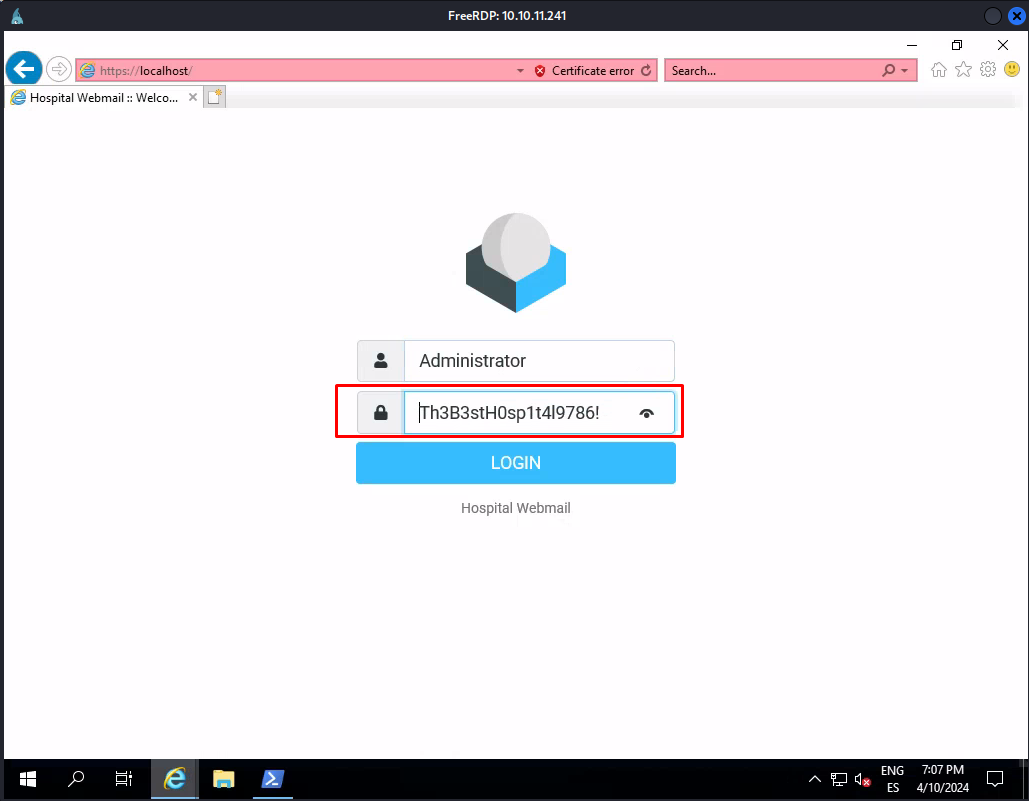 FreeRDP: 10.10.11.241
https://localhost/
Certificate error
Search...
Hospital Webmail :: Welco...
Administrator
Th3B3stH0sp1t4l9786!
LOGIN
Hospital Webmail
ENG
ES
7:07 PM
4/10/2024